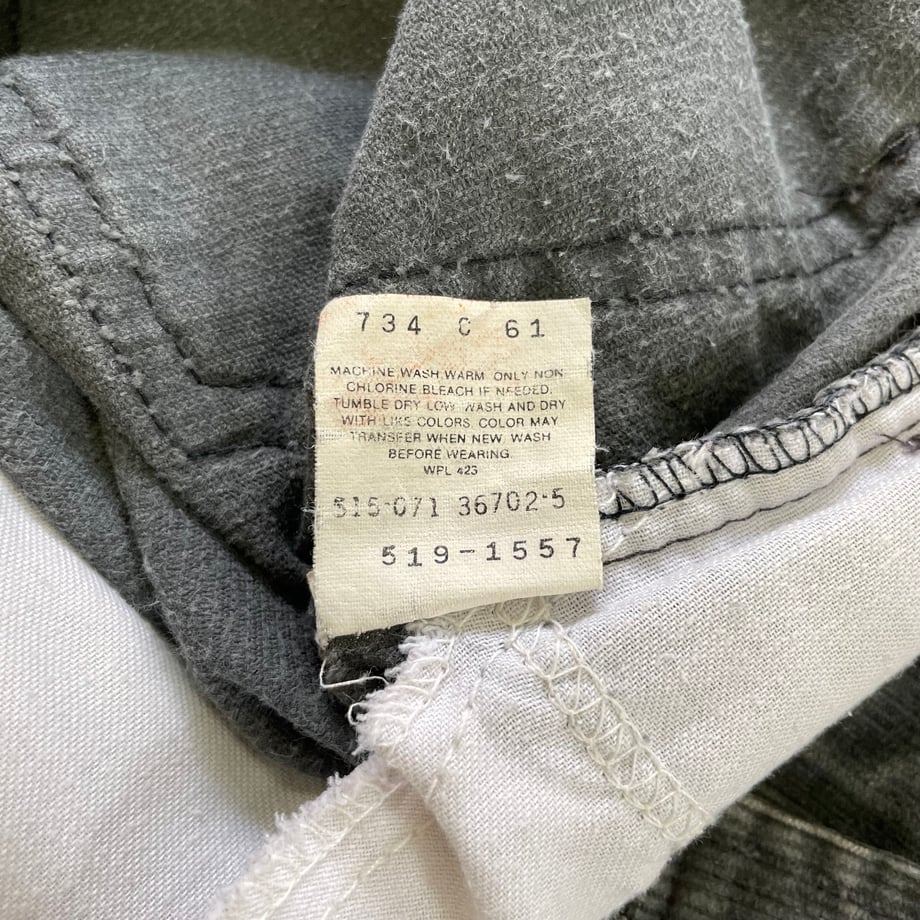 734 C 61
MACHINE WASH WARM ONLY NON
CHLORINE BLEACH IF NEEDED.
TUMBLE DRY LOW WASH AND DRY
WITH LIKE COLORS. COLOR MAY
TRANSFER WHEN NEW. WASH
BEFORE WEARING.
WPL 423
515-071 36702-5
519-1557